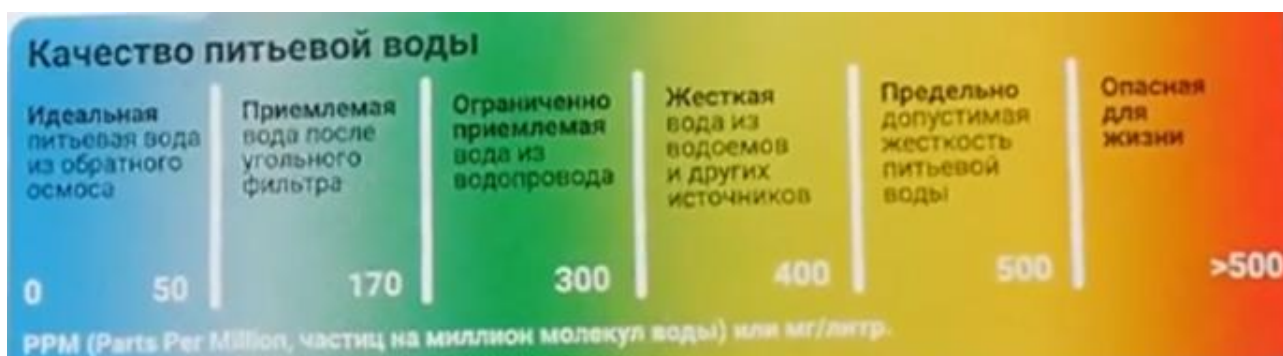 Качество питьевой воды
Идеальная
питьевая вода
из обратного
осмоса
Приемлемая
вода после
угольного
фильтра
Ограниченно
приемлемая
вода из
водопровода
Жесткая
вода из
водоемов
и других
источников
Предельно
допустимая
жесткость
питьевой
воды
Опасная
для
жизни
0 50 170 300 400 500 >500
PPM (Parts Per Million, частиц на миллион молекул воды) или мг/литр.